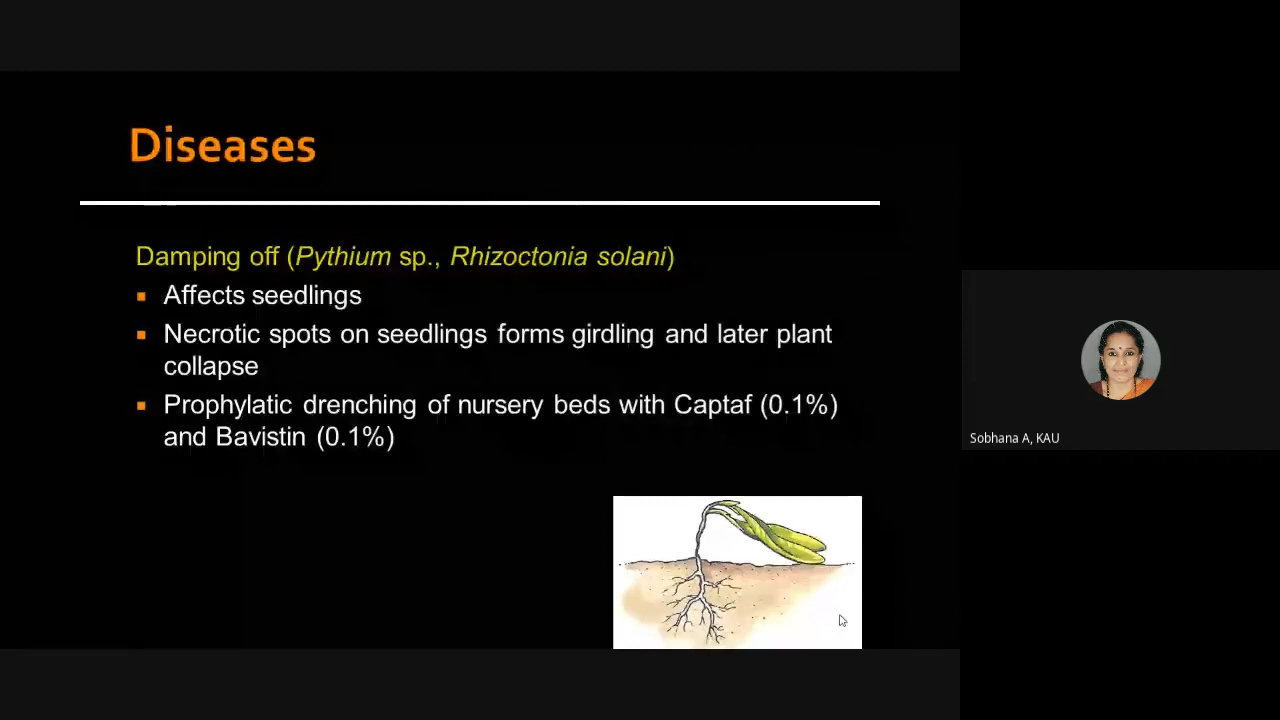 Diseases
Damping off (Pythium sp., Rhizoctonia solani)
Affects seedlings
Necrotic spots on seedlings forms girdling and later plant
collapse
Prophylatic drenching of nursery beds with Captaf (0.1%)
and Bavistin (0.1%)
Sobhana A, KAU